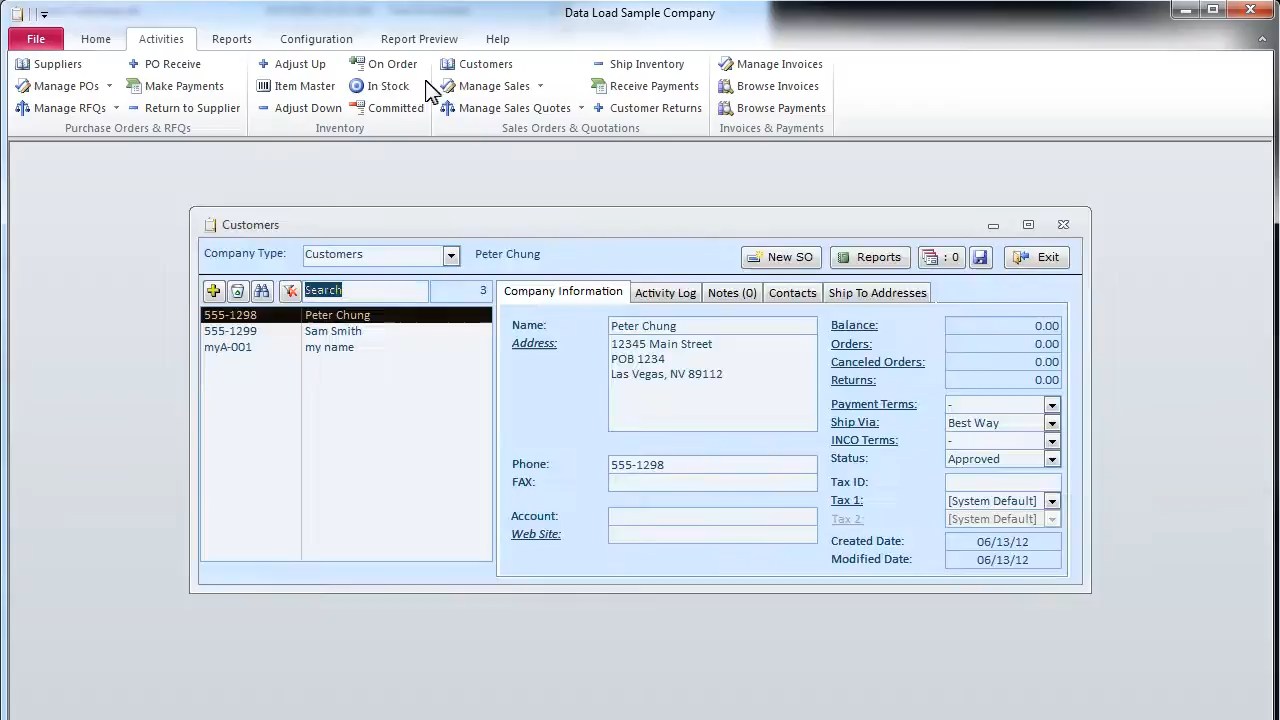 Data Load Sample Company
File Home Activities Reports Configuration Report Preview Help
Suppliers PO Receive Adjust Up On Order Customers Ship Inventory Manage Invoices
Manage POs Make Payments Item Master In Stock Manage Sales Receive Payments Browse Invoices
Manage RFQs Return to Supplier Adjust Down Committed Manage Sales Quotes Customer Returns Browse Payments
Purchase Orders & RFQs Inventory Sales Orders & Quotations Invoices & Payments
Customers
Company Type: Customers Peter Chung New SO Reports : 0 Exit
Search 3 Company Information Activity Log Notes (0) Contacts Ship To Addresses
555-1298 Peter Chung
555-1299 Sam Smith
myA-001 my name
Name: Peter Chung
Address: 12345 Main Street
POB 1234
Las Vegas, NV 89112
Phone: 555-1298
FAX:
Account:
Web Site:
Balance: 0.00
Orders: 0.00
Canceled Orders: 0.00
Returns: 0.00
Payment Terms: -
Ship Via: Best Way
INCO Terms: -
Status: Approved
Tax ID:
Tax 1: [System Default]
Tax 2: [System Default]
Created Date: 06/13/12
Modified Date: 06/13/12